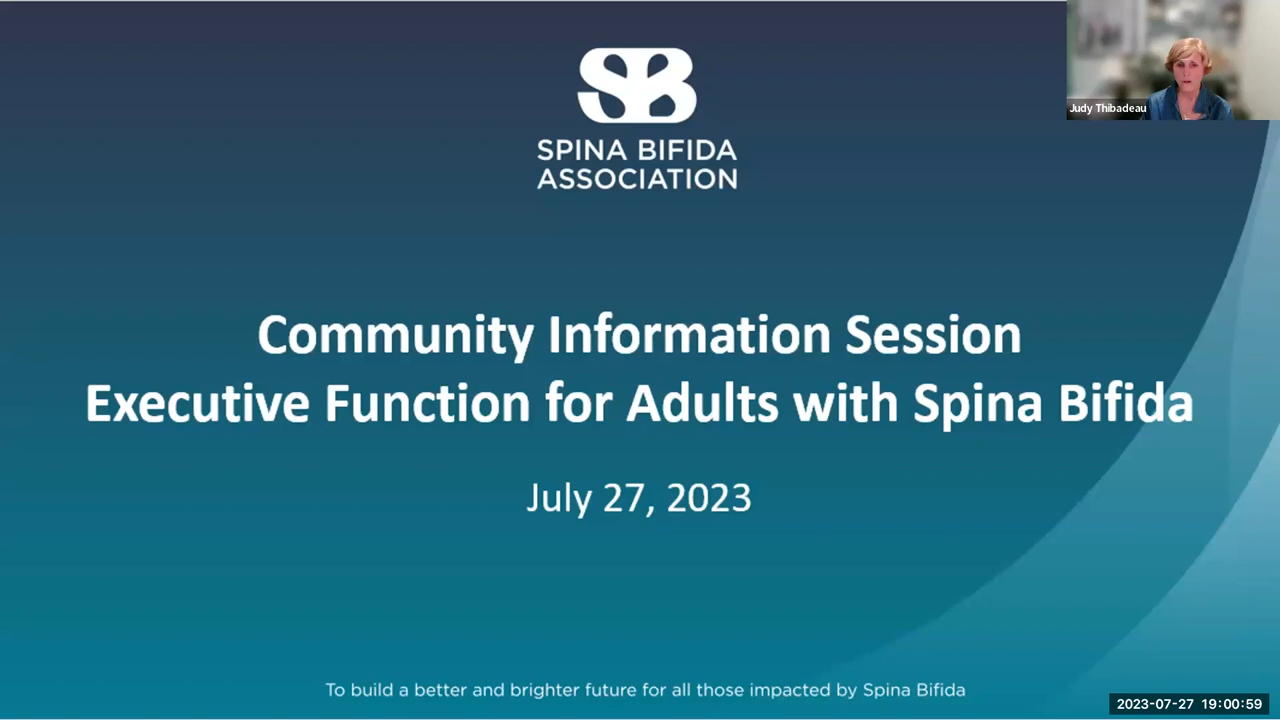 SB
SPINA BIFIDA
ASSOCIATION
Judy Thibadeau
Community Information Session
Executive Function for Adults with Spina Bifida
July 27, 2023
To build a better and brighter future for all those impacted by Spina Bifida
2023-07-27 19:00:59